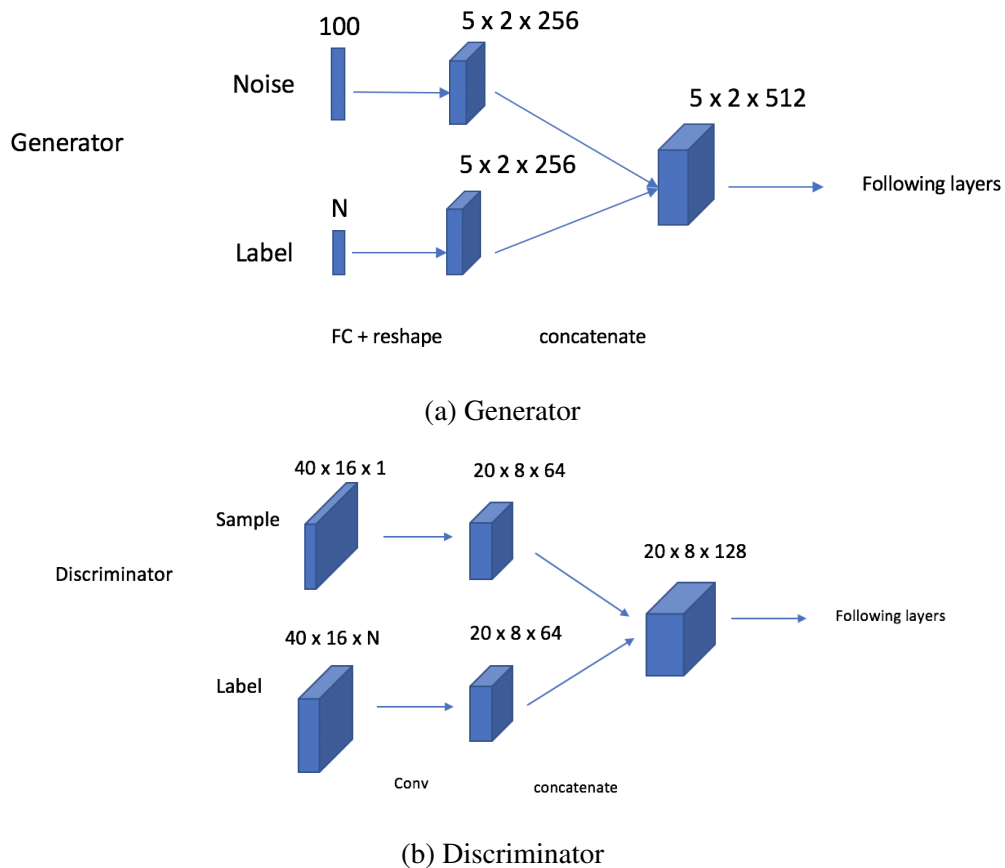 100
5 x 2 x 256
Noise
5 x 2 x 512
Generator
5 x 2 x 256
Following layers
N
Label
FC + reshape
concatenate
(a) Generator
40 x 16 x 1
20 x 8 x 64
Sample
20 x 8 x 128
Discriminator
Following layers
40 x 16 x N
20 x 8 x 64
Label
Conv
concatenate
(b) Discriminator